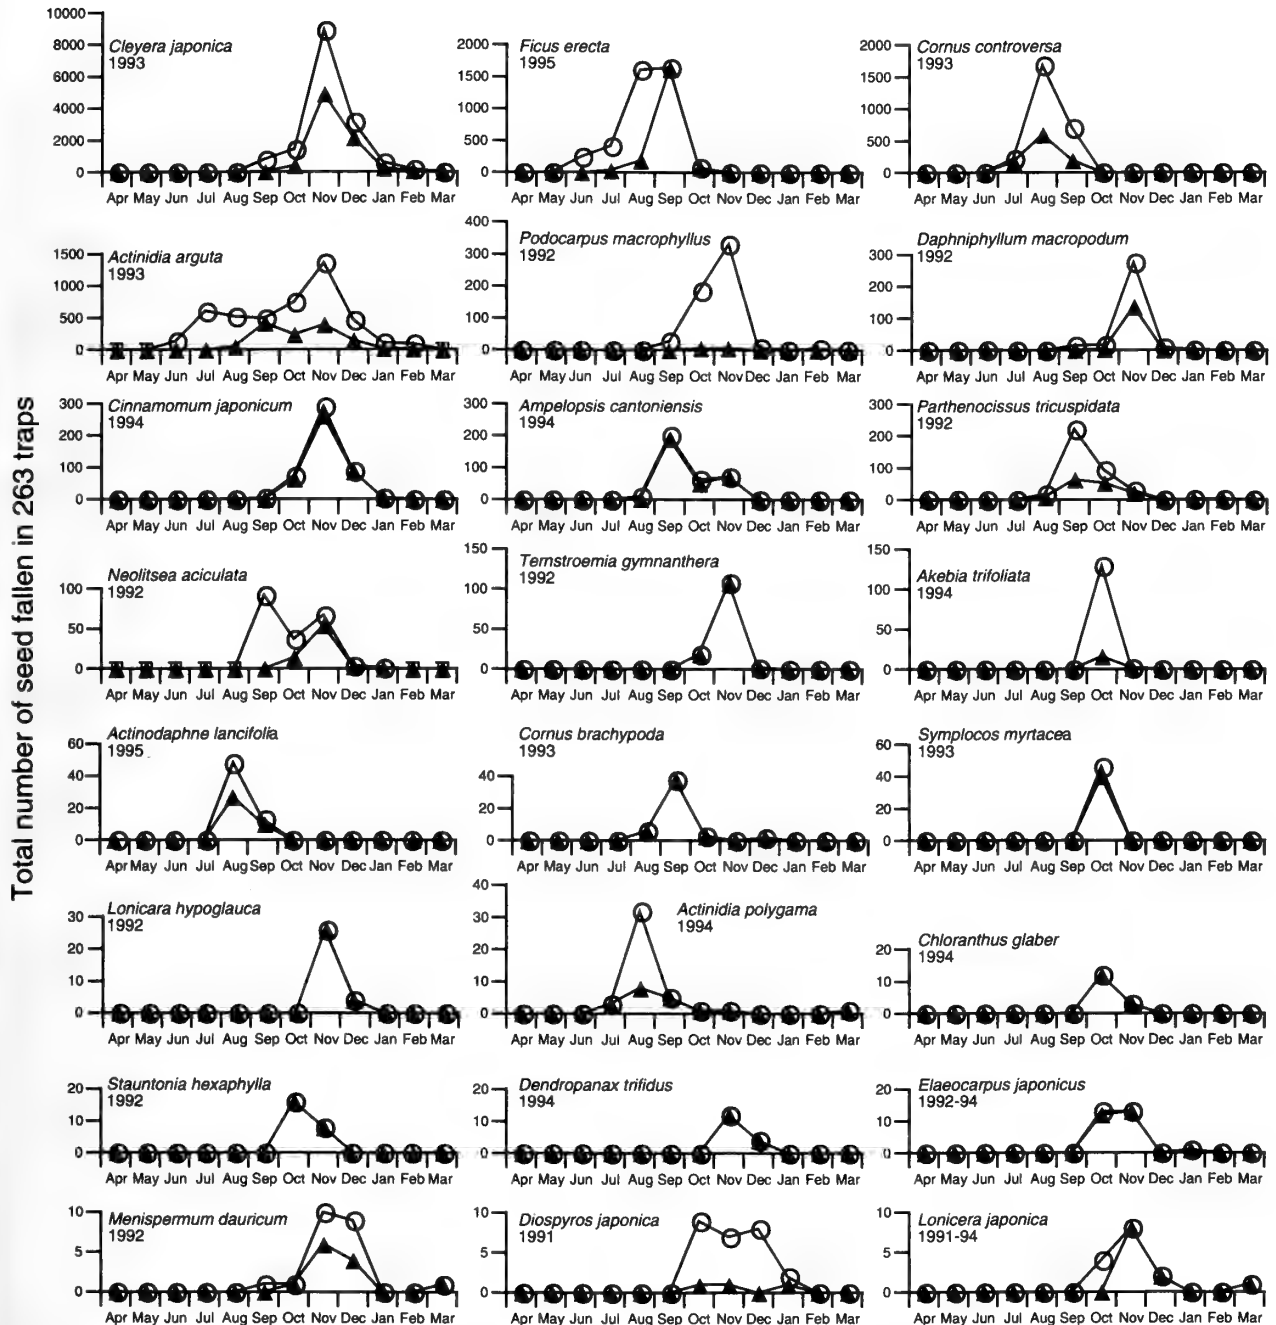 Total number of seed fallen in 263 traps
10000
8000
6000
4000
2000
0
Cleyera japonica
1993
Apr May Jun Jul Aug Sep Oct Nov Dec Jan Feb Mar
2000
1500
1000
500
0
Ficus erecta
1995
Apr May Jun Jul Aug Sep Oct Nov Dec Jan Feb Mar
2000
1500
1000
500
0
Cornus controversa
1993
Apr May Jun Jul Aug Sep Oct Nov Dec Jan Feb Mar
1500
1000
500
0
Actinidia arguta
1993
Apr May Jun Jul Aug Sep Oct Nov Dec Jan Feb Mar
400
300
200
100
0
Podocarpus macrophyllus
1992
Apr May Jun Jul Aug Sep Oct Nov Dec Jan Feb Mar
300
200
100
0
Daphniphyllum macropodum
1992
Apr May Jun Jul Aug Sep Oct Nov Dec Jan Feb Mar
300
200
100
0
Cinnamomum japonicum
1994
Apr May Jun Jul Aug Sep Oct Nov Dec Jan Feb Mar
300
200
100
0
Ampelopsis cantoniensis
1994
Apr May Jun Jul Aug Sep Oct Nov Dec Jan Feb Mar
300
200
100
0
Parthenocissus tricuspidata
1992
Apr May Jun Jul Aug Sep Oct Nov Dec Jan Feb Mar
100
50
0
Neolitsea aciculata
1992
Apr May Jun Jul Aug Sep Oct Nov Dec Jan Feb Mar
150
100
50
0
Ternstroemia gymnanthera
1992
Apr May Jun Jul Aug Sep Oct Nov Dec Jan Feb Mar
150
100
50
0
Akebia trifoliata
1994
Apr May Jun Jul Aug Sep Oct Nov Dec Jan Feb Mar
60
40
20
0
Actinodaphne lancifolia
1995
Apr May Jun Jul Aug Sep Oct Nov Dec Jan Feb Mar
40
20
0
Cornus brachypoda
1993
Apr May Jun Jul Aug Sep Oct Nov Dec Jan Feb Mar
60
40
20
0
Symplocos myrtacea
1993
Apr May Jun Jul Aug Sep Oct Nov Dec Jan Feb Mar
30
20
10
0
Lonicara hypoglauca
1992
Apr May Jun Jul Aug Sep Oct Nov Dec Jan Feb Mar
40
30
20
10
0
Actinidia polygama
1994
Apr May Jun Jul Aug Sep Oct Nov Dec Jan Feb Mar
20
10
0
Chloranthus glaber
1994
Apr May Jun Jul Aug Sep Oct Nov Dec Jan Feb Mar
20
10
0
Stauntonia hexaphylla
1992
Apr May Jun Jul Aug Sep Oct Nov Dec Jan Feb Mar
20
10
0
Dendropanax trifidus
1994
Apr May Jun Jul Aug Sep Oct Nov Dec Jan Feb Mar
20
10
0
Elaeocarpus japonicus
1992-94
Apr May Jun Jul Aug Sep Oct Nov Dec Jan Feb Mar
10
5
0
Menispermum dauricum
1992
Apr May Jun Jul Aug Sep Oct Nov Dec Jan Feb Mar
10
5
0
Diospyros japonica
1991
Apr May Jun Jul Aug Sep Oct Nov Dec Jan Feb Mar
10
5
0
Lonicera japonica
1991-94
Apr May Jun Jul Aug Sep Oct Nov Dec Jan Feb Mar